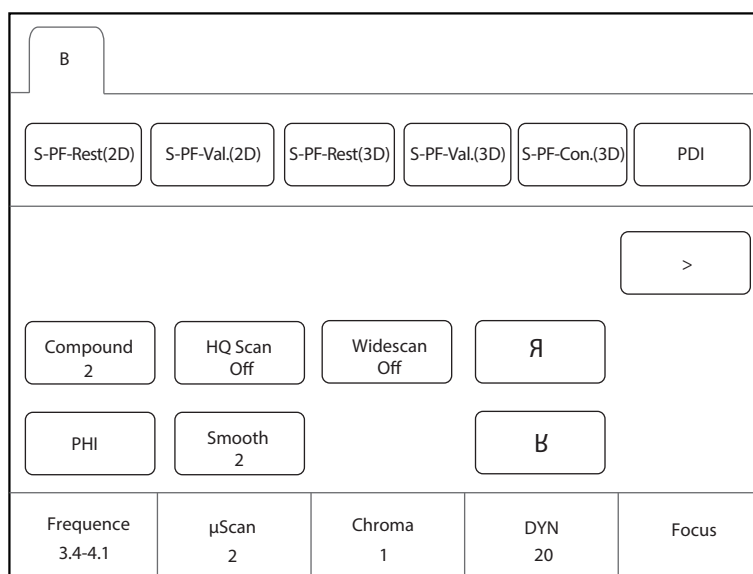 B
S-PF-Rest(2D) S-PF-Val.(2D) S-PF-Rest(3D) S-PF-Val.(3D) S-PF-Con.(3D) PDI
>
Compound HQ Scan Widescan Я
2 Off Off
PHI Smooth ꓤ
2
Frequence µScan Chroma DYN Focus
3.4-4.1 2 1 20